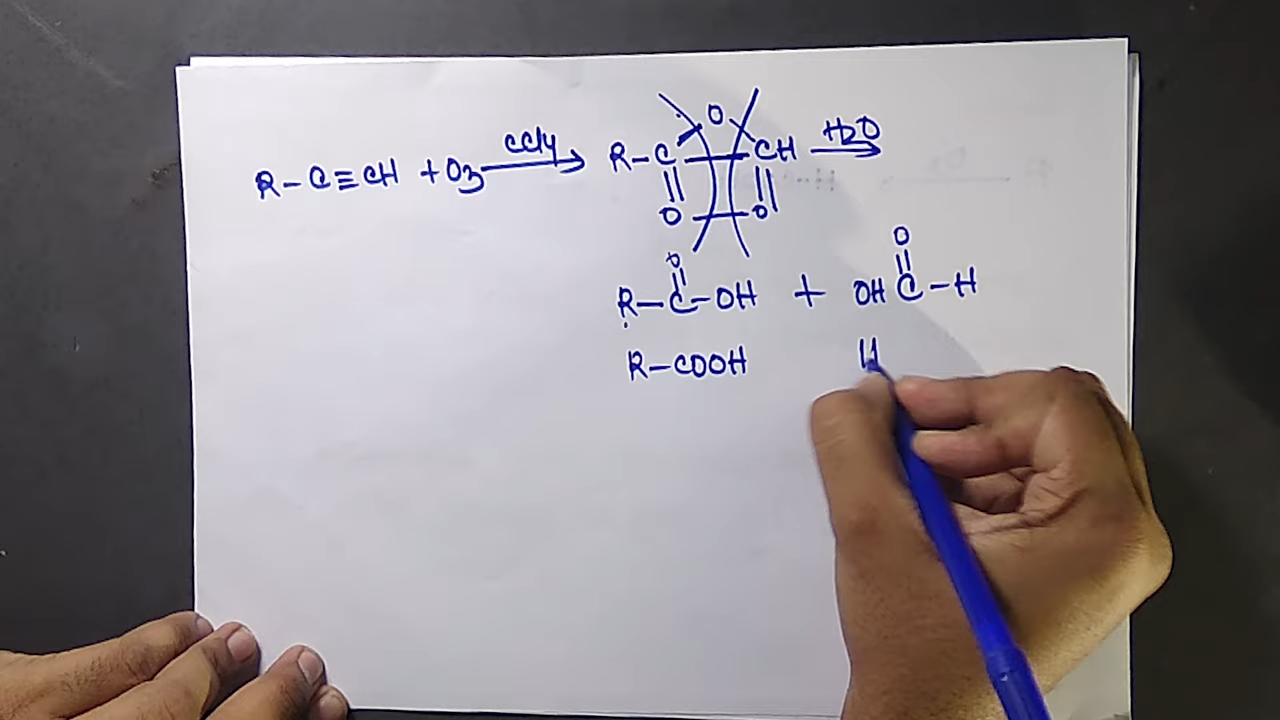 R-C≡CH + O3 →CCl4 R-C-CH →H2O
O
O-O
O O
R-C-OH + OH C-H
R-COOH H